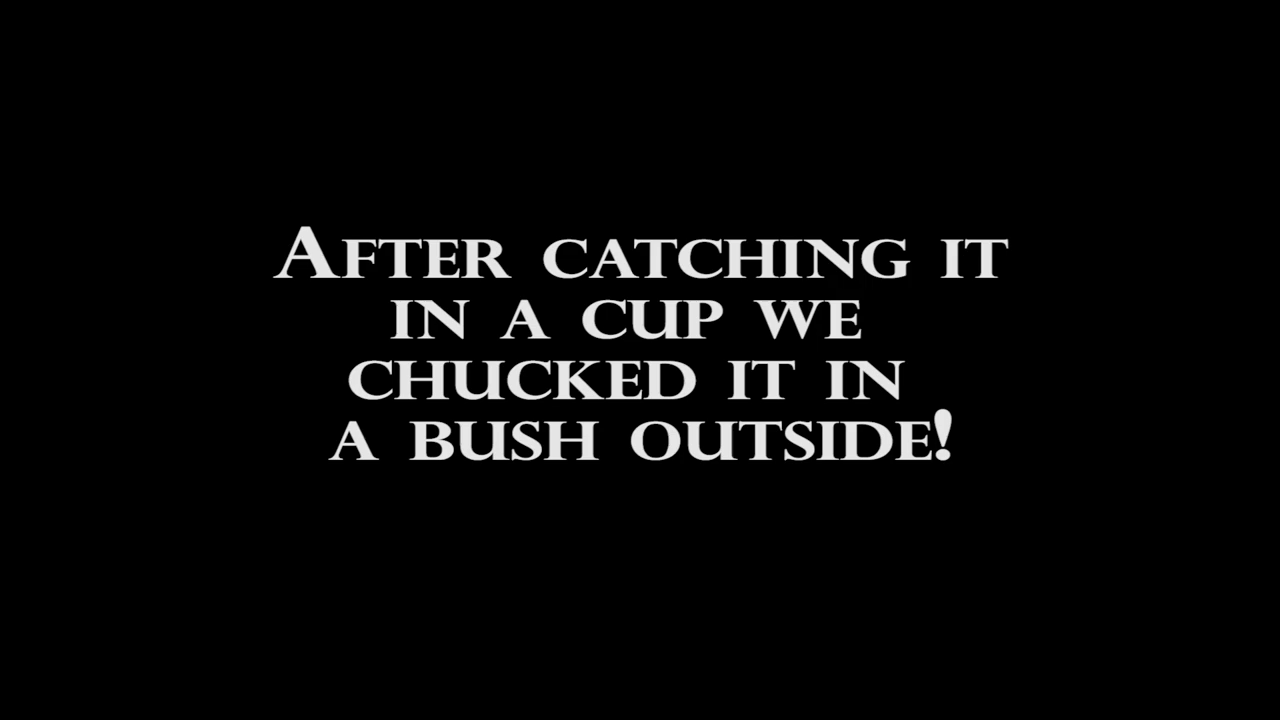 After catching it
in a cup we
chucked it in
a bush outside!